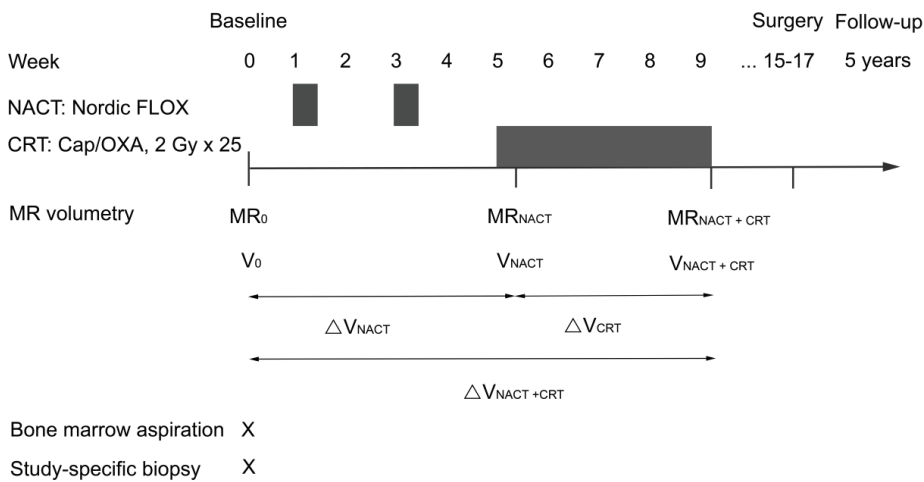 Baseline Surgery Follow-up
Week 0 1 2 3 4 5 6 7 8 9 ... 15-17 5 years
NACT: Nordic FLOX
CRT: Cap/OXA, 2 Gy x 25
MR volumetry MR0 MRNACT MRNACT + CRT
V0 VNACT VNACT + CRT
△VNACT △VCRT
△VNACT +CRT
Bone marrow aspiration X
Study-specific biopsy X